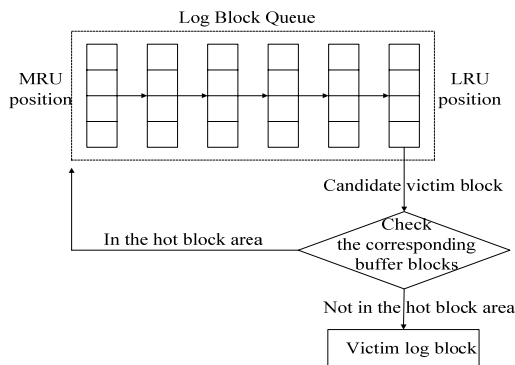 Log Block Queue
MRU
position
LRU
position
Candidate victim block
Check
the corresponding
buffer blocks
In the hot block area
Not in the hot block area
Victim log block